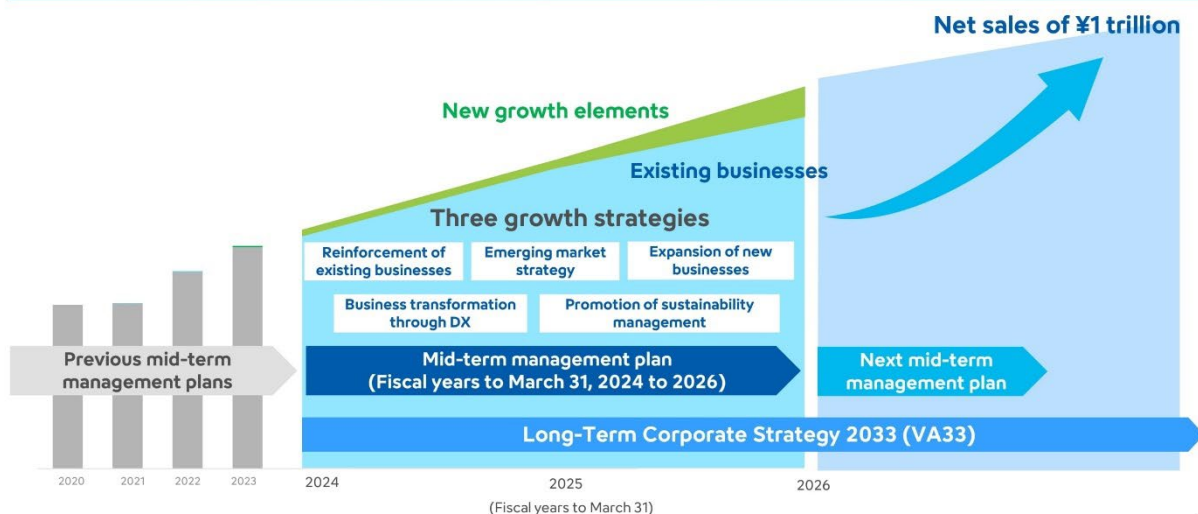 Net sales of ¥1 trillion
New growth elements
Existing businesses
Three growth strategies
Reinforcement of
existing businesses
Emerging market
strategy
Expansion of new
businesses
Business transformation
through DX
Promotion of sustainability
management
Previous mid-term
management plans
Mid-term management plan
(Fiscal years to March 31, 2024 to 2026)
Next mid-term
management plan
Long-Term Corporate Strategy 2033 (VA33)
2020
2021
2022
2023
2024
2025
2026
(Fiscal years to March 31)